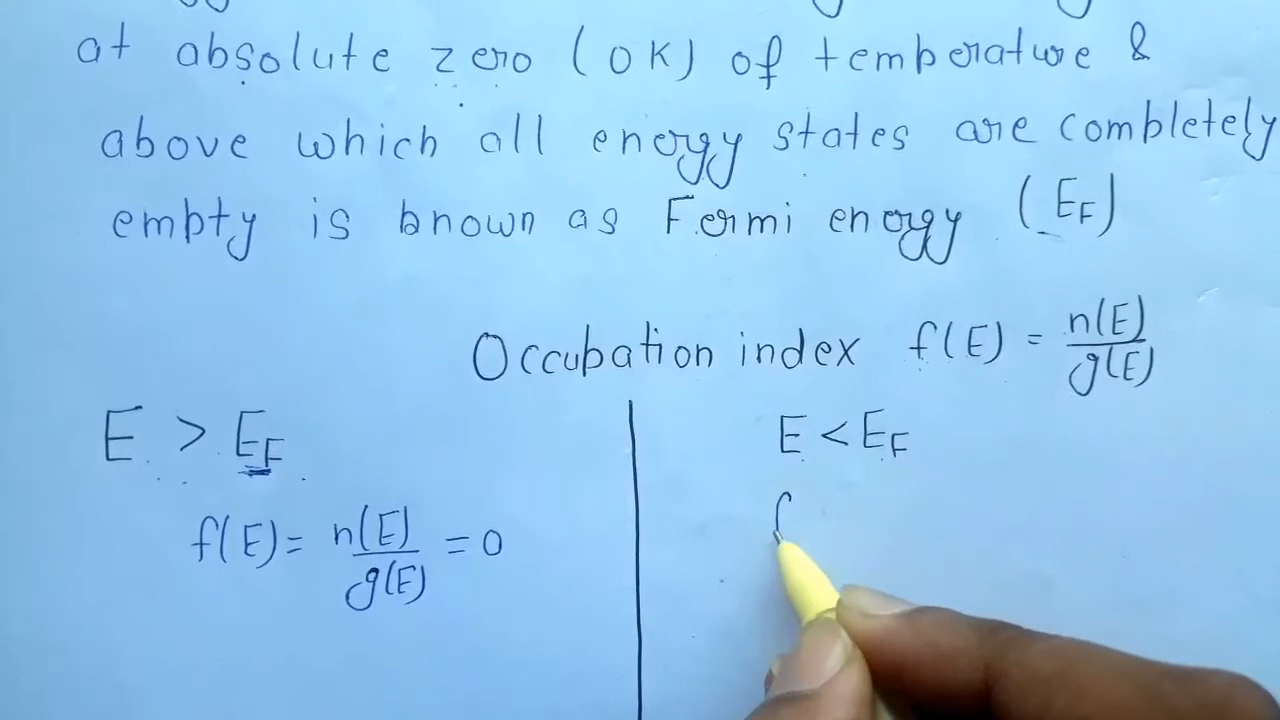 at absolute zero (0K) of temberature &
above which all energy states are combletely
embty is bnown as Fermi energy (EF)
Occubation index f(E) = n(E)/g(E)
E > EF
f(E) = n(E)/g(E) = 0
E < EF
f